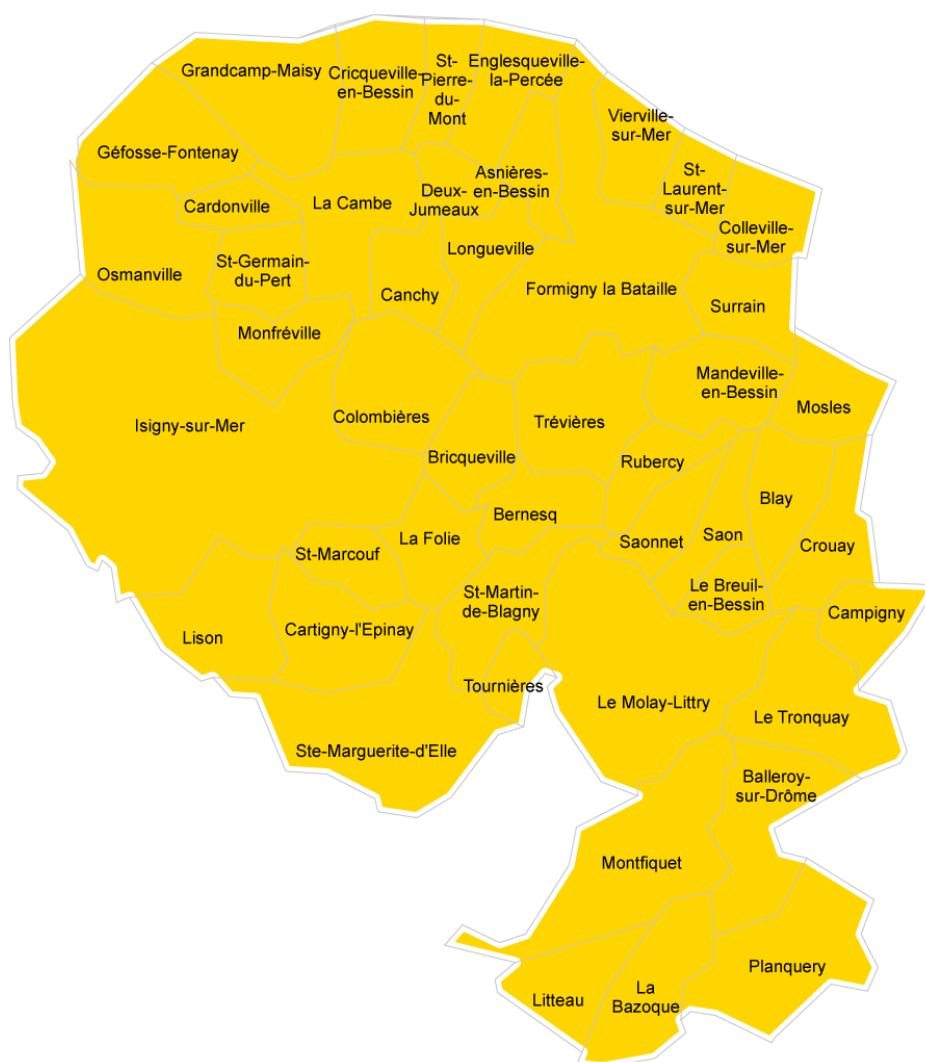 Grandcamp-Maisy
Cricqueville-
en-Bessin
St-
Pierre-
du-
Mont
Englesqueville-
la-Percée
Vierville-
sur-Mer
Géfosse-Fontenay
Cardonville
La Cambe
Deux-
Jumeaux
Asnières-
en-Bessin
St-
Laurent-
sur-Mer
Colleville-
sur-Mer
Osmanville
St-Germain-
du-Pert
Longueville
Canchy
Formigny la Bataille
Surrain
Monfréville
Mandeville-
en-Bessin
Mosles
Isigny-sur-Mer
Colombières
Trévières
Bricqueville
Rubercy
Blay
Bernesq
La Folie
Saonnet
Saon
Crouay
St-Marcouf
St-Martin-
de-Blagny
Le Breuil-
en-Bessin
Campigny
Lison
Cartigny-l'Epinay
Tournières
Le Molay-Littry
Le Tronquay
Ste-Marguerite-d'Elle
Balleroy-
sur-Drôme
Montfiquet
Planquery
Litteau
La
Bazoque